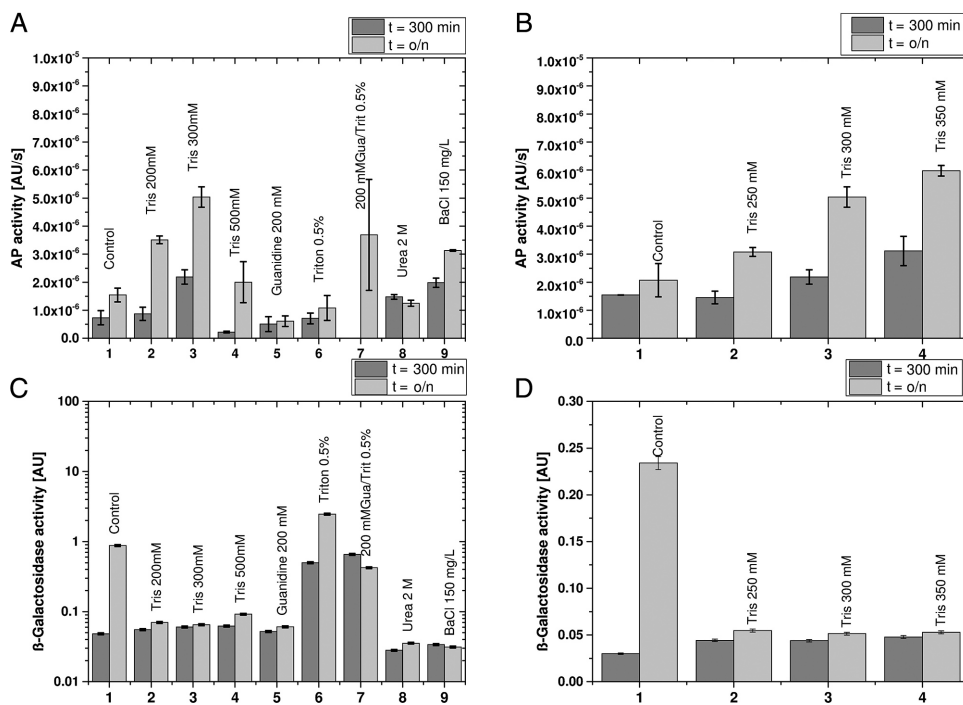 A
t = 300 min
t = o/n
AP activity [AU/s]
1.0x10⁻⁵
9.0x10⁻⁶
8.0x10⁻⁶
7.0x10⁻⁶
6.0x10⁻⁶
5.0x10⁻⁶
4.0x10⁻⁶
3.0x10⁻⁶
2.0x10⁻⁶
1.0x10⁻⁶
0.0
Control
Tris 200mM
Tris 300mM
Tris 500mM
Guanidine 200 mM
Triton 0.5%
200 mMGua/Trit 0.5%
Urea 2 M
BaCl 150 mg/L
1 2 3 4 5 6 7 8 9
B
t = 300 min
t = o/n
AP activity [AU/s]
1.0x10⁻⁵
9.0x10⁻⁶
8.0x10⁻⁶
7.0x10⁻⁶
6.0x10⁻⁶
5.0x10⁻⁶
4.0x10⁻⁶
3.0x10⁻⁶
2.0x10⁻⁶
1.0x10⁻⁶
0.0
Control
Tris 250 mM
Tris 300 mM
Tris 350 mM
1 2 3 4
C
t = 300 min
t = o/n
ß-Galactosidase activity [AU]
100
10
1
0.1
0.01
Control
Tris 200mM
Tris 300mM
Tris 500mM
Guanidine 200 mM
Triton 0.5%
200 mMGua/Trit 0.5%
Urea 2 M
BaCl 150 mg/L
1 2 3 4 5 6 7 8 9
D
t = 300 min
t = o/n
ß-Galactosidase activity [AU]
0.30
0.25
0.20
0.15
0.10
0.05
0.00
Control
Tris 250 mM
Tris 300 mM
Tris 350 mM
1 2 3 4